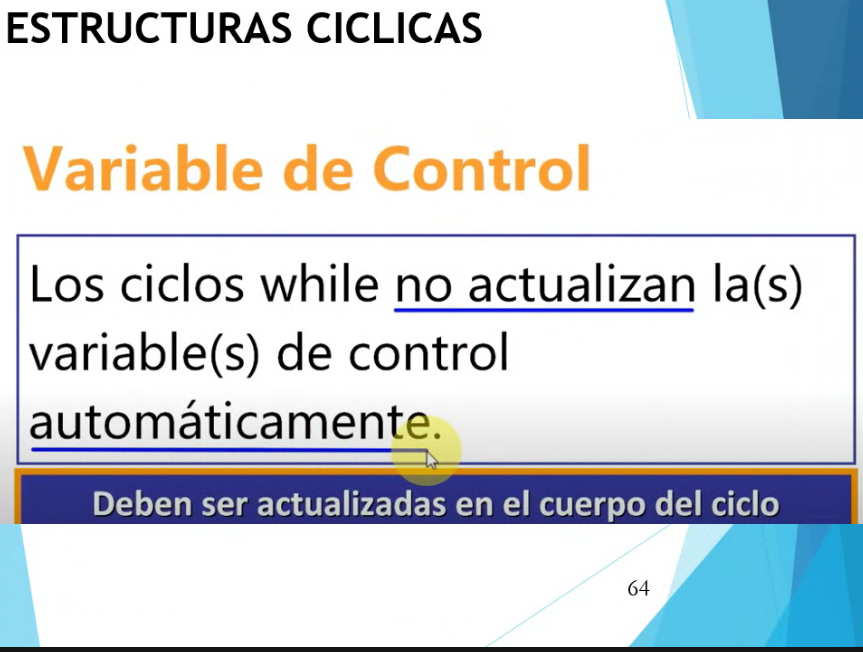 ESTRUCTURAS CICLICAS
Variable de Control
Los ciclos while no actualizan la(s)
variable(s) de control
automáticamente.
Deben ser actualizadas en el cuerpo del ciclo
64